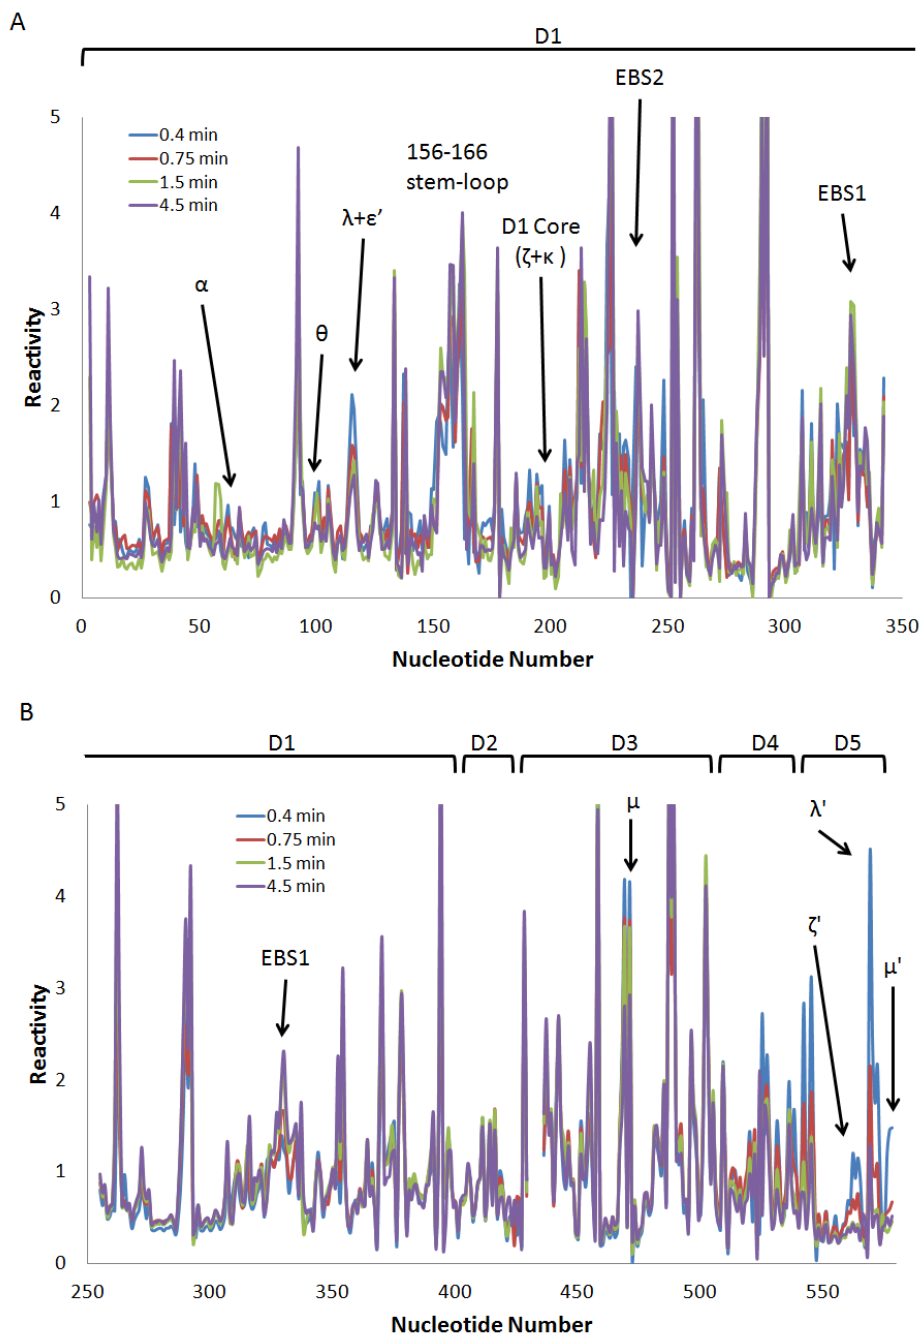 A
D1
EBS2
5
0.4 min
0.75 min
1.5 min
4.5 min
156-166
stem-loop
4
λ+ε′
D1 Core
(ζ+κ )
EBS1
α
θ
3
2
1
0
Reactivity
0 50 100 150 200 250 300 350
Nucleotide Number
B
D1 D2 D3 D4 D5
5
0.4 min
0.75 min
1.5 min
4.5 min
μ
λ'
4
EBS1
ζ'
μ'
3
2
1
0
Reactivity
250 300 350 400 450 500 550
Nucleotide Number